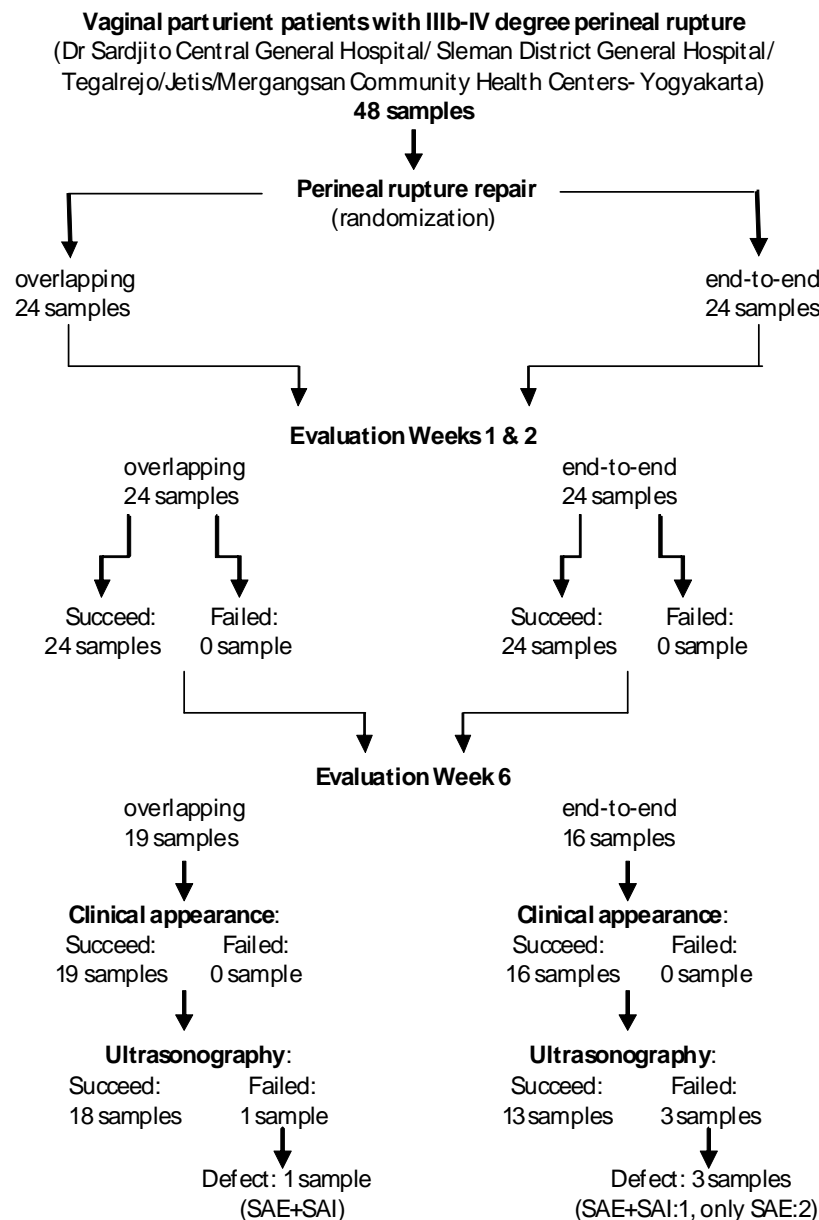 Vaginal parturient patients with IIIb-IV degree perineal rupture
(Dr Sardjito Central General Hospital/ Sleman District General Hospital/
Tegalrejo/Jetis/Mergangsan Community Health Centers- Yogyakarta)
48 samples
Perineal rupture repair
(randomization)
overlapping
24 samples
end-to-end
24 samples
Evaluation Weeks 1 & 2
overlapping
24 samples
end-to-end
24 samples
Succeed:
24 samples
Failed:
0 sample
Succeed:
24 samples
Failed:
0 sample
Evaluation Week 6
overlapping
19 samples
end-to-end
16 samples
Clinical appearance:
Succeed:
19 samples
Failed:
0 sample
Clinical appearance:
Succeed:
16 samples
Failed:
0 sample
Ultrasonography:
Succeed:
18 samples
Failed:
1 sample
Ultrasonography:
Succeed:
13 samples
Failed:
3 samples
Defect: 1 sample
(SAE+SAI)
Defect: 3 samples
(SAE+SAI:1, only SAE:2)